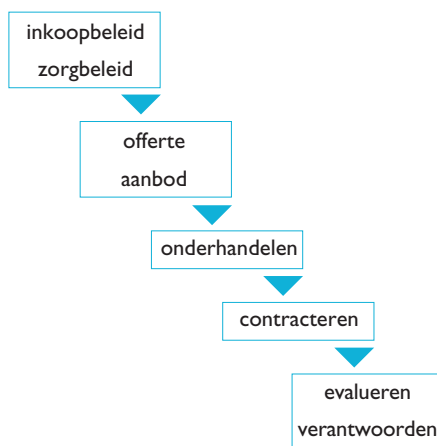 inkoopbeleid
zorgbeleid
offerte
aanbod
onderhandelen
contracteren
evalueren
verantwoorden